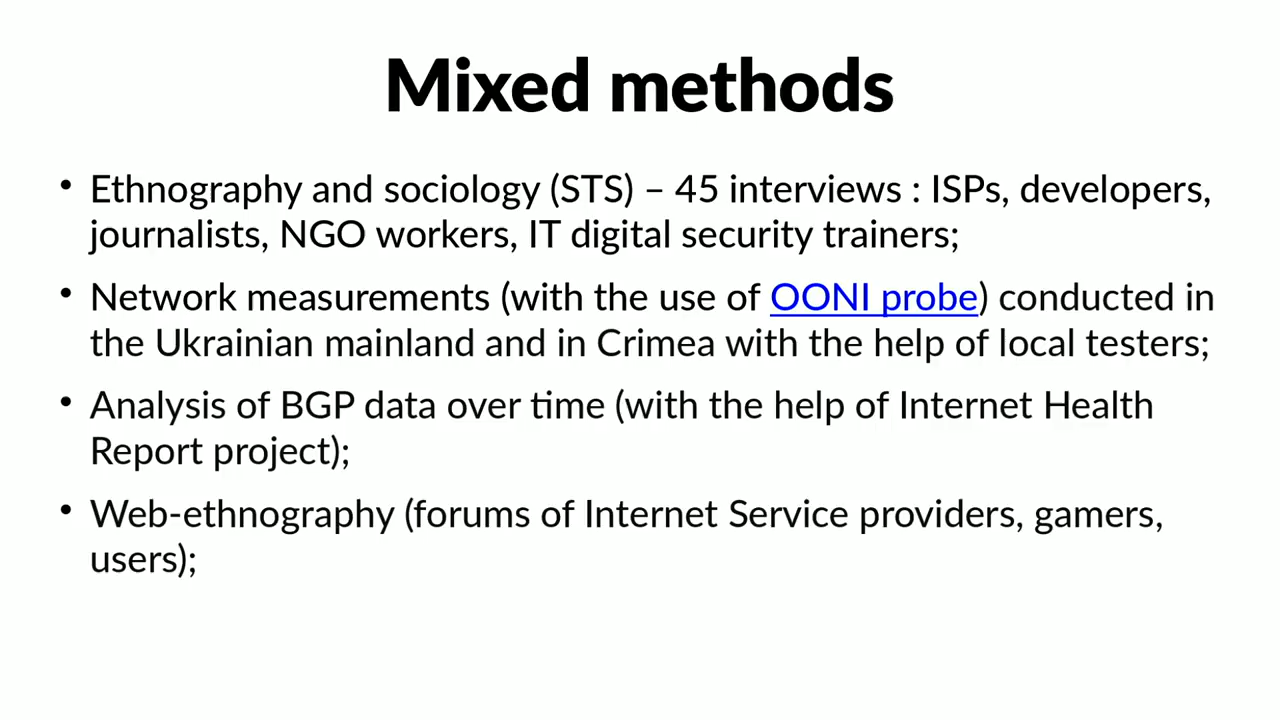 Mixed methods
• Ethnography and sociology (STS) – 45 interviews : ISPs, developers,
journalists, NGO workers, IT digital security trainers;
• Network measurements (with the use of OONI probe) conducted in
the Ukrainian mainland and in Crimea with the help of local testers;
• Analysis of BGP data over time (with the help of Internet Health
Report project);
• Web-ethnography (forums of Internet Service providers, gamers,
users);